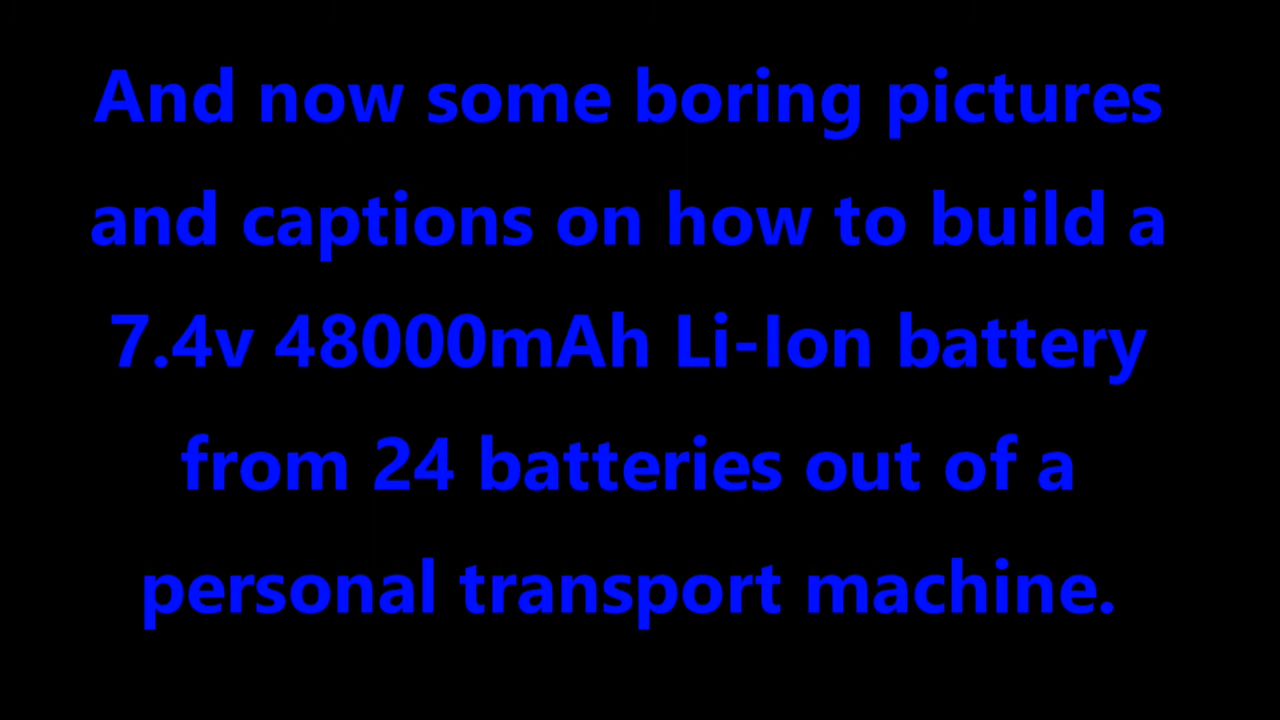 And now some boring pictures
and captions on how to build a
7.4v 48000mAh Li-Ion battery
from 24 batteries out of a
personal transport machine.